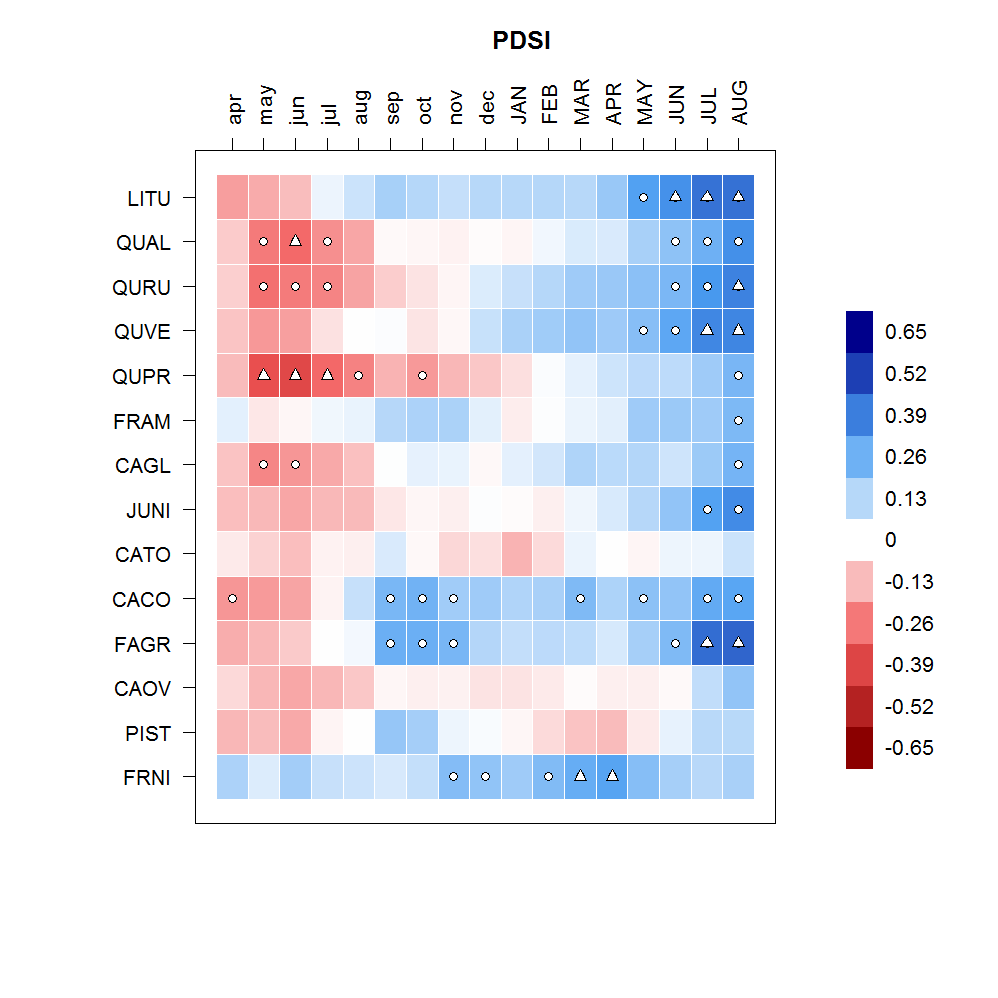 PDSI
apr may jun jul aug sep oct nov dec JAN FEB MAR APR MAY JUN JUL AUG
LITU
QUAL
QURU
QUVE
QUPR
FRAM
CAGL
JUNI
CATO
CACO
FAGR
CAOV
PIST
FRNI
0.65
0.52
0.39
0.26
0.13
0
-0.13
-0.26
-0.39
-0.52
-0.65